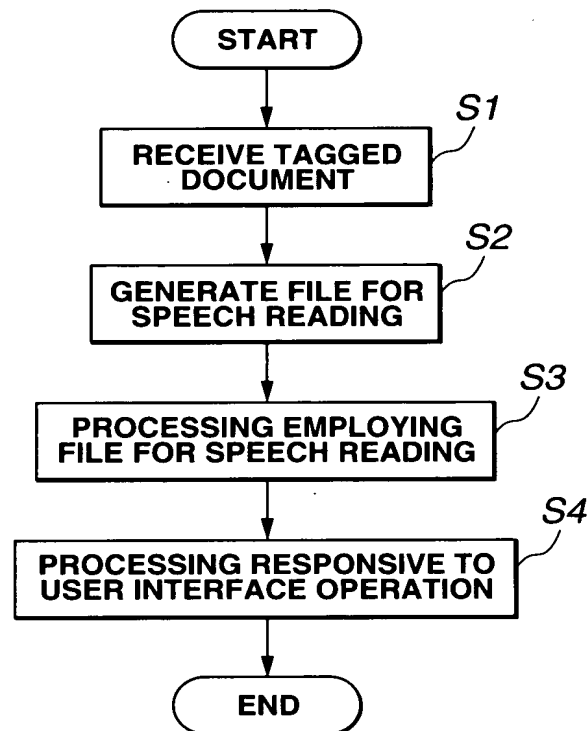 START
S1
RECEIVE TAGGED
DOCUMENT
S2
GENERATE FILE FOR
SPEECH READING
S3
PROCESSING EMPLOYING
FILE FOR SPEECH READING
S4
PROCESSING RESPONSIVE TO
USER INTERFACE OPERATION
END